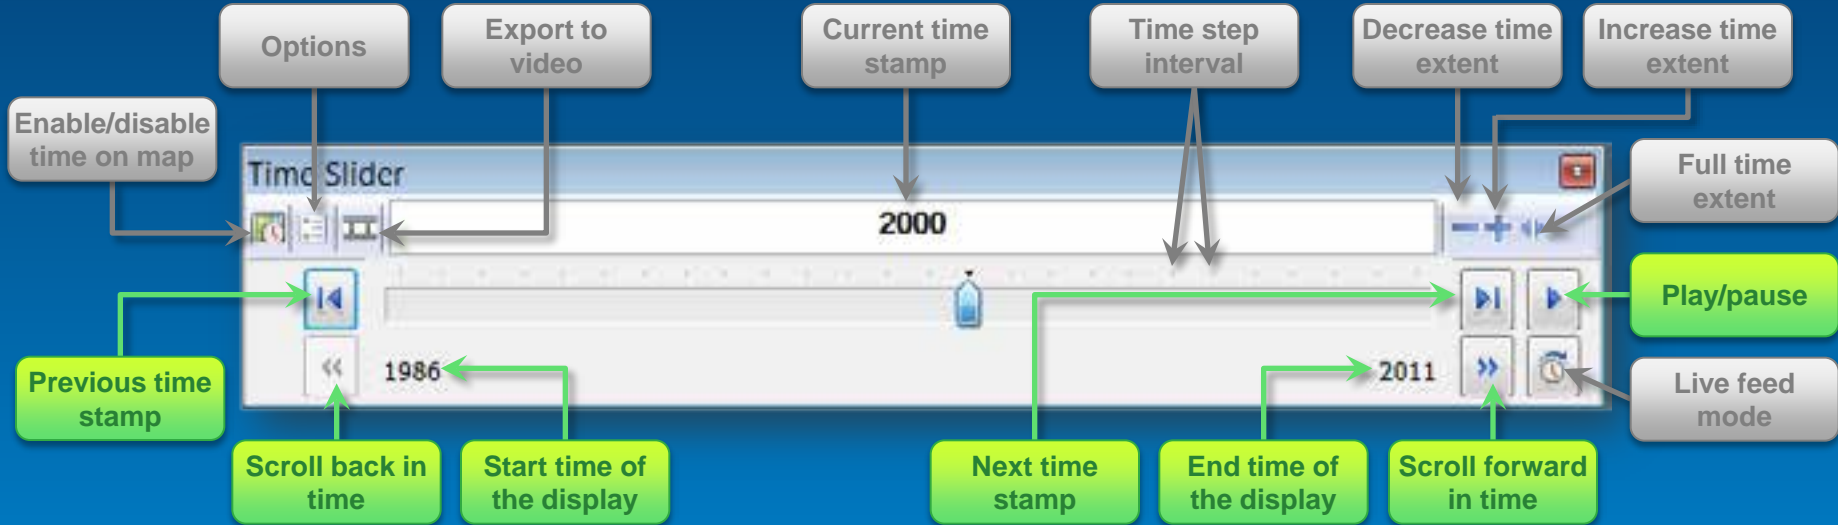 Options
Export to
video
Current time
stamp
Time step
interval
Decrease time
extent
Increase time
extent
Enable/disable
time on map
Time Slider
Full time
extent
2000
Play/pause
Previous time
stamp
1986
2011
Live feed
mode
Scroll back in
time
Start time of
the display
Next time
stamp
End time of
the display
Scroll forward
in time